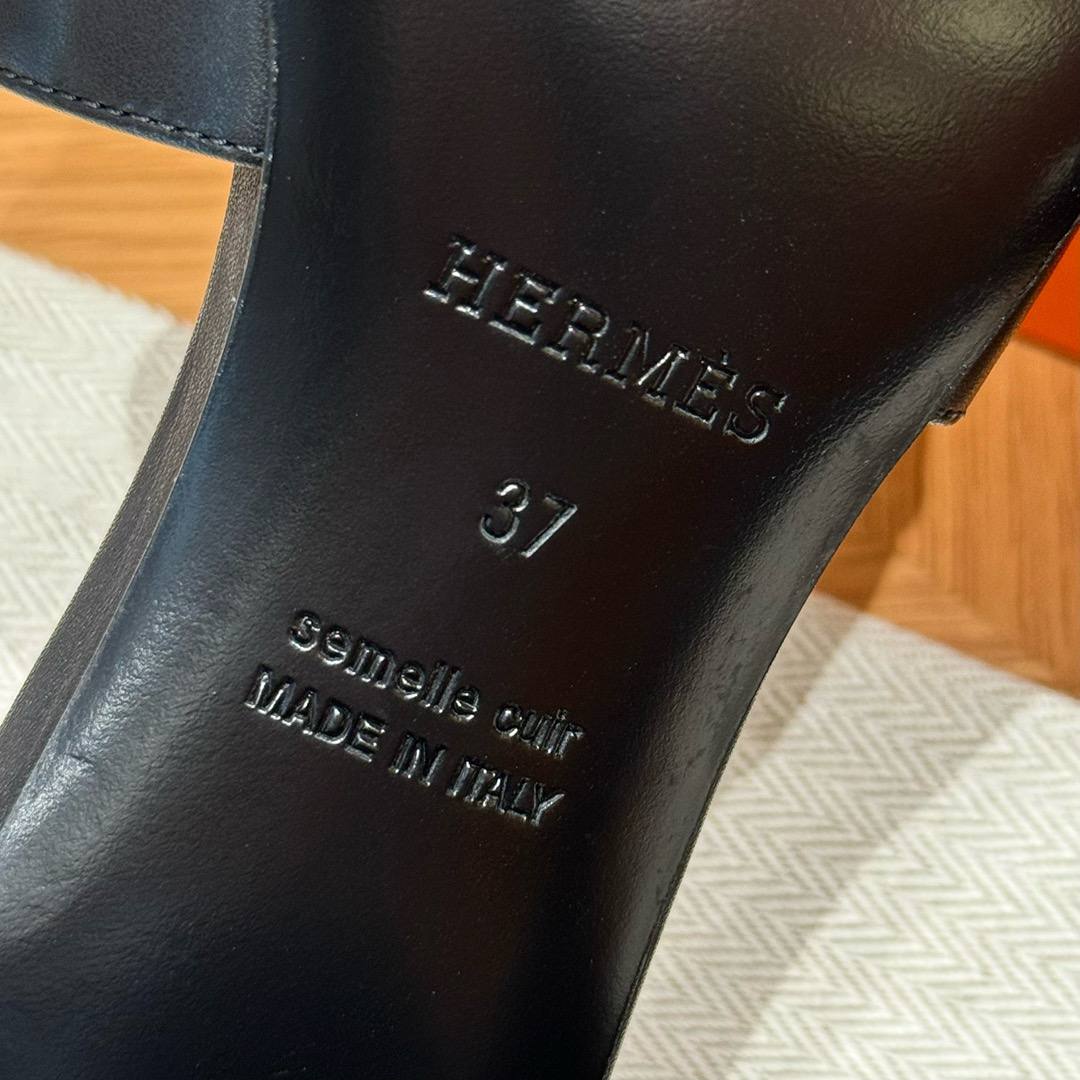 HERMÈS
37
semelle cuir
MADE IN ITALY